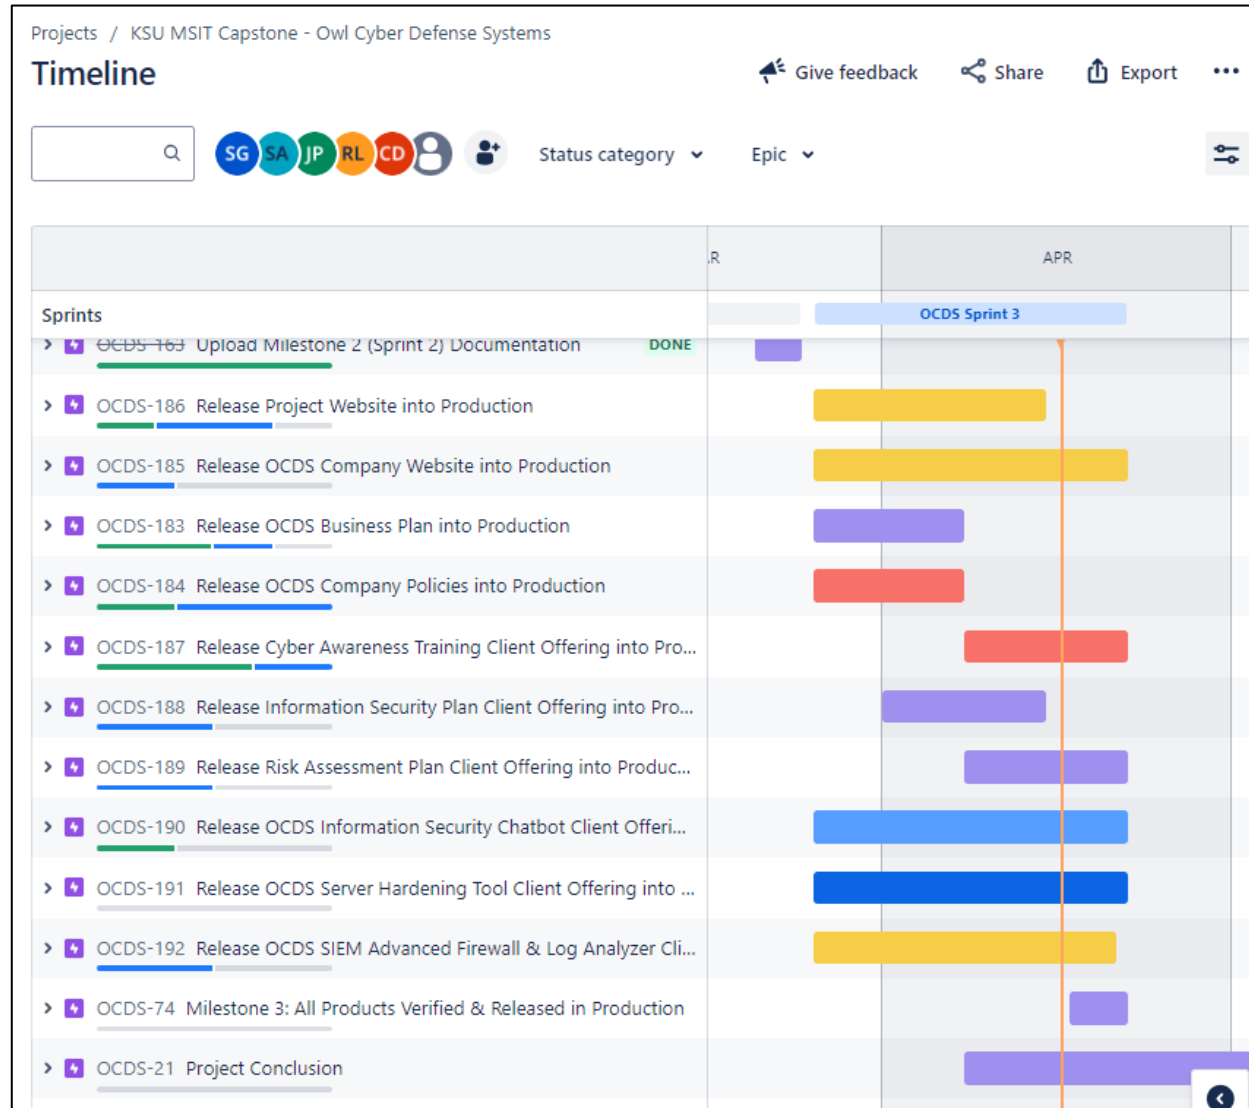 Projects / KSU MSIT Capstone - Owl Cyber Defense Systems
Timeline
Give feedback
Share
Export
SG SA JP RL CD
Status category
Epic
R
APR
Sprints
OCDS Sprint 3
OCDS-163 Upload Milestone 2 (Sprint 2) Documentation DONE
OCDS-186 Release Project Website into Production
OCDS-185 Release OCDS Company Website into Production
OCDS-183 Release OCDS Business Plan into Production
OCDS-184 Release OCDS Company Policies into Production
OCDS-187 Release Cyber Awareness Training Client Offering into Pro...
OCDS-188 Release Information Security Plan Client Offering into Pro...
OCDS-189 Release Risk Assessment Plan Client Offering into Produc...
OCDS-190 Release OCDS Information Security Chatbot Client Offeri...
OCDS-191 Release OCDS Server Hardening Tool Client Offering into ...
OCDS-192 Release OCDS SIEM Advanced Firewall & Log Analyzer Cli...
OCDS-74 Milestone 3: All Products Verified & Released in Production
OCDS-21 Project Conclusion